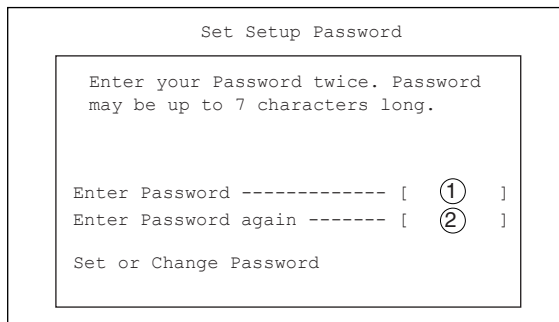 Set Setup Password
Enter your Password twice. Password
may be up to 7 characters long.
Enter Password ------------- [ ① ]
Enter Password again ------- [ ② ]
Set or Change Password